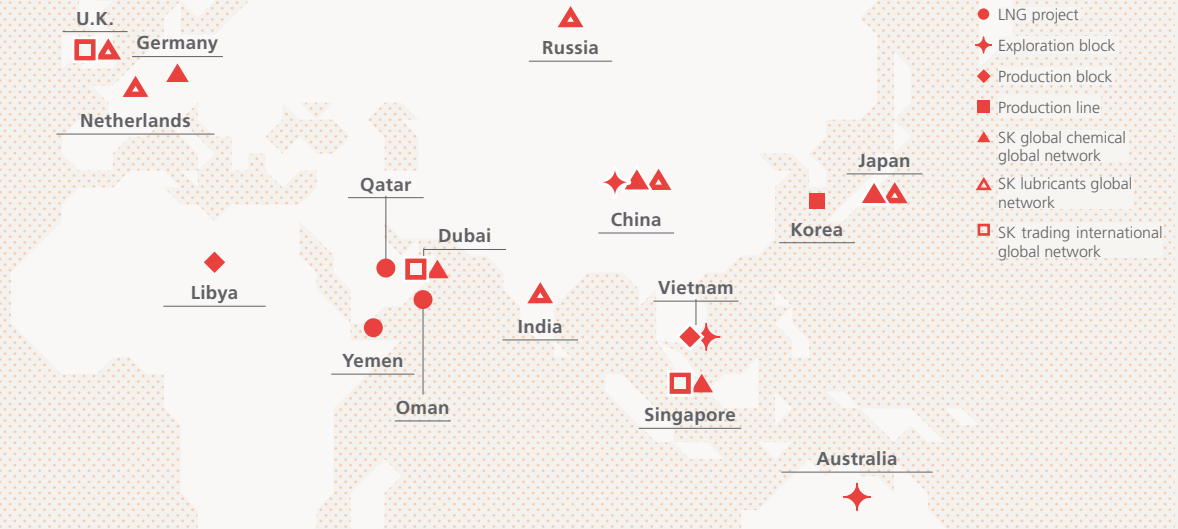 U.K.
Germany
Netherlands
Russia
Qatar
Dubai
Libya
Yemen
Oman
India
China
Japan
Korea
Vietnam
Singapore
Australia
LNG project
Exploration block
Production block
Production line
SK global chemical
global network
SK lubricants global
network
SK trading international
global network